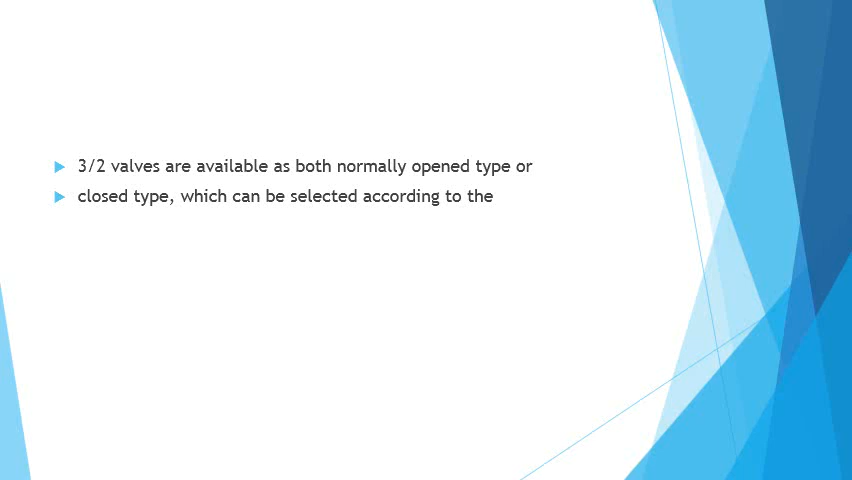 3/2 valves are available as both normally opened type or
closed type, which can be selected according to the